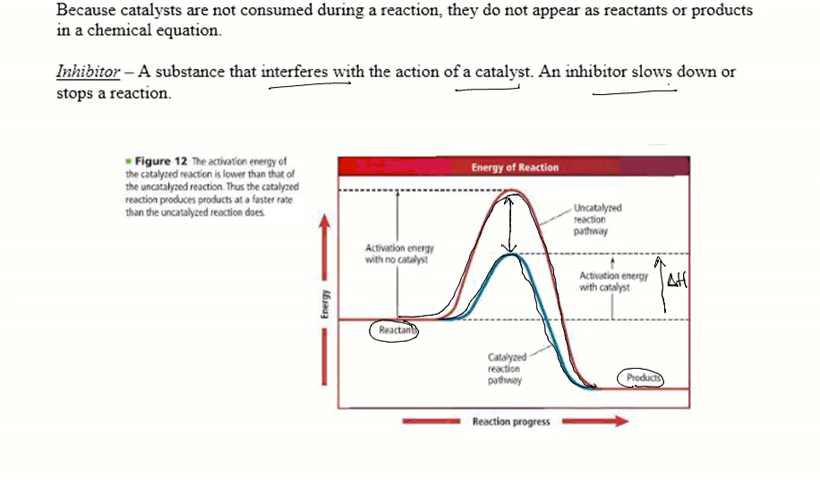 Because catalysts are not consumed during a reaction, they do not appear as reactants or products
in a chemical equation.
Inhibitor – A substance that interferes with the action of a catalyst. An inhibitor slows down or
stops a reaction.
Figure 12 The activation energy of
the catalyzed reaction is lower than that of
the uncatalyzed reaction. Thus the catalyzed
reaction produces products at a faster rate
than the uncatalyzed reaction does.
Energy of Reaction
Uncatalyzed
reaction
pathway
Activation energy
with no catalyst
Activation energy
with catalyst
ΔH
Energy
Reactants
Catalyzed
reaction
pathway
Products
Reaction progress